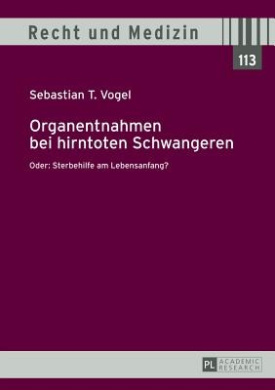 Recht und Medizin
113
Sebastian T. Vogel
Organentnahmen
bei hirntoten Schwangeren
Oder: Sterbehilfe am Lebensanfang?
PL ACADEMIC
RESEARCH